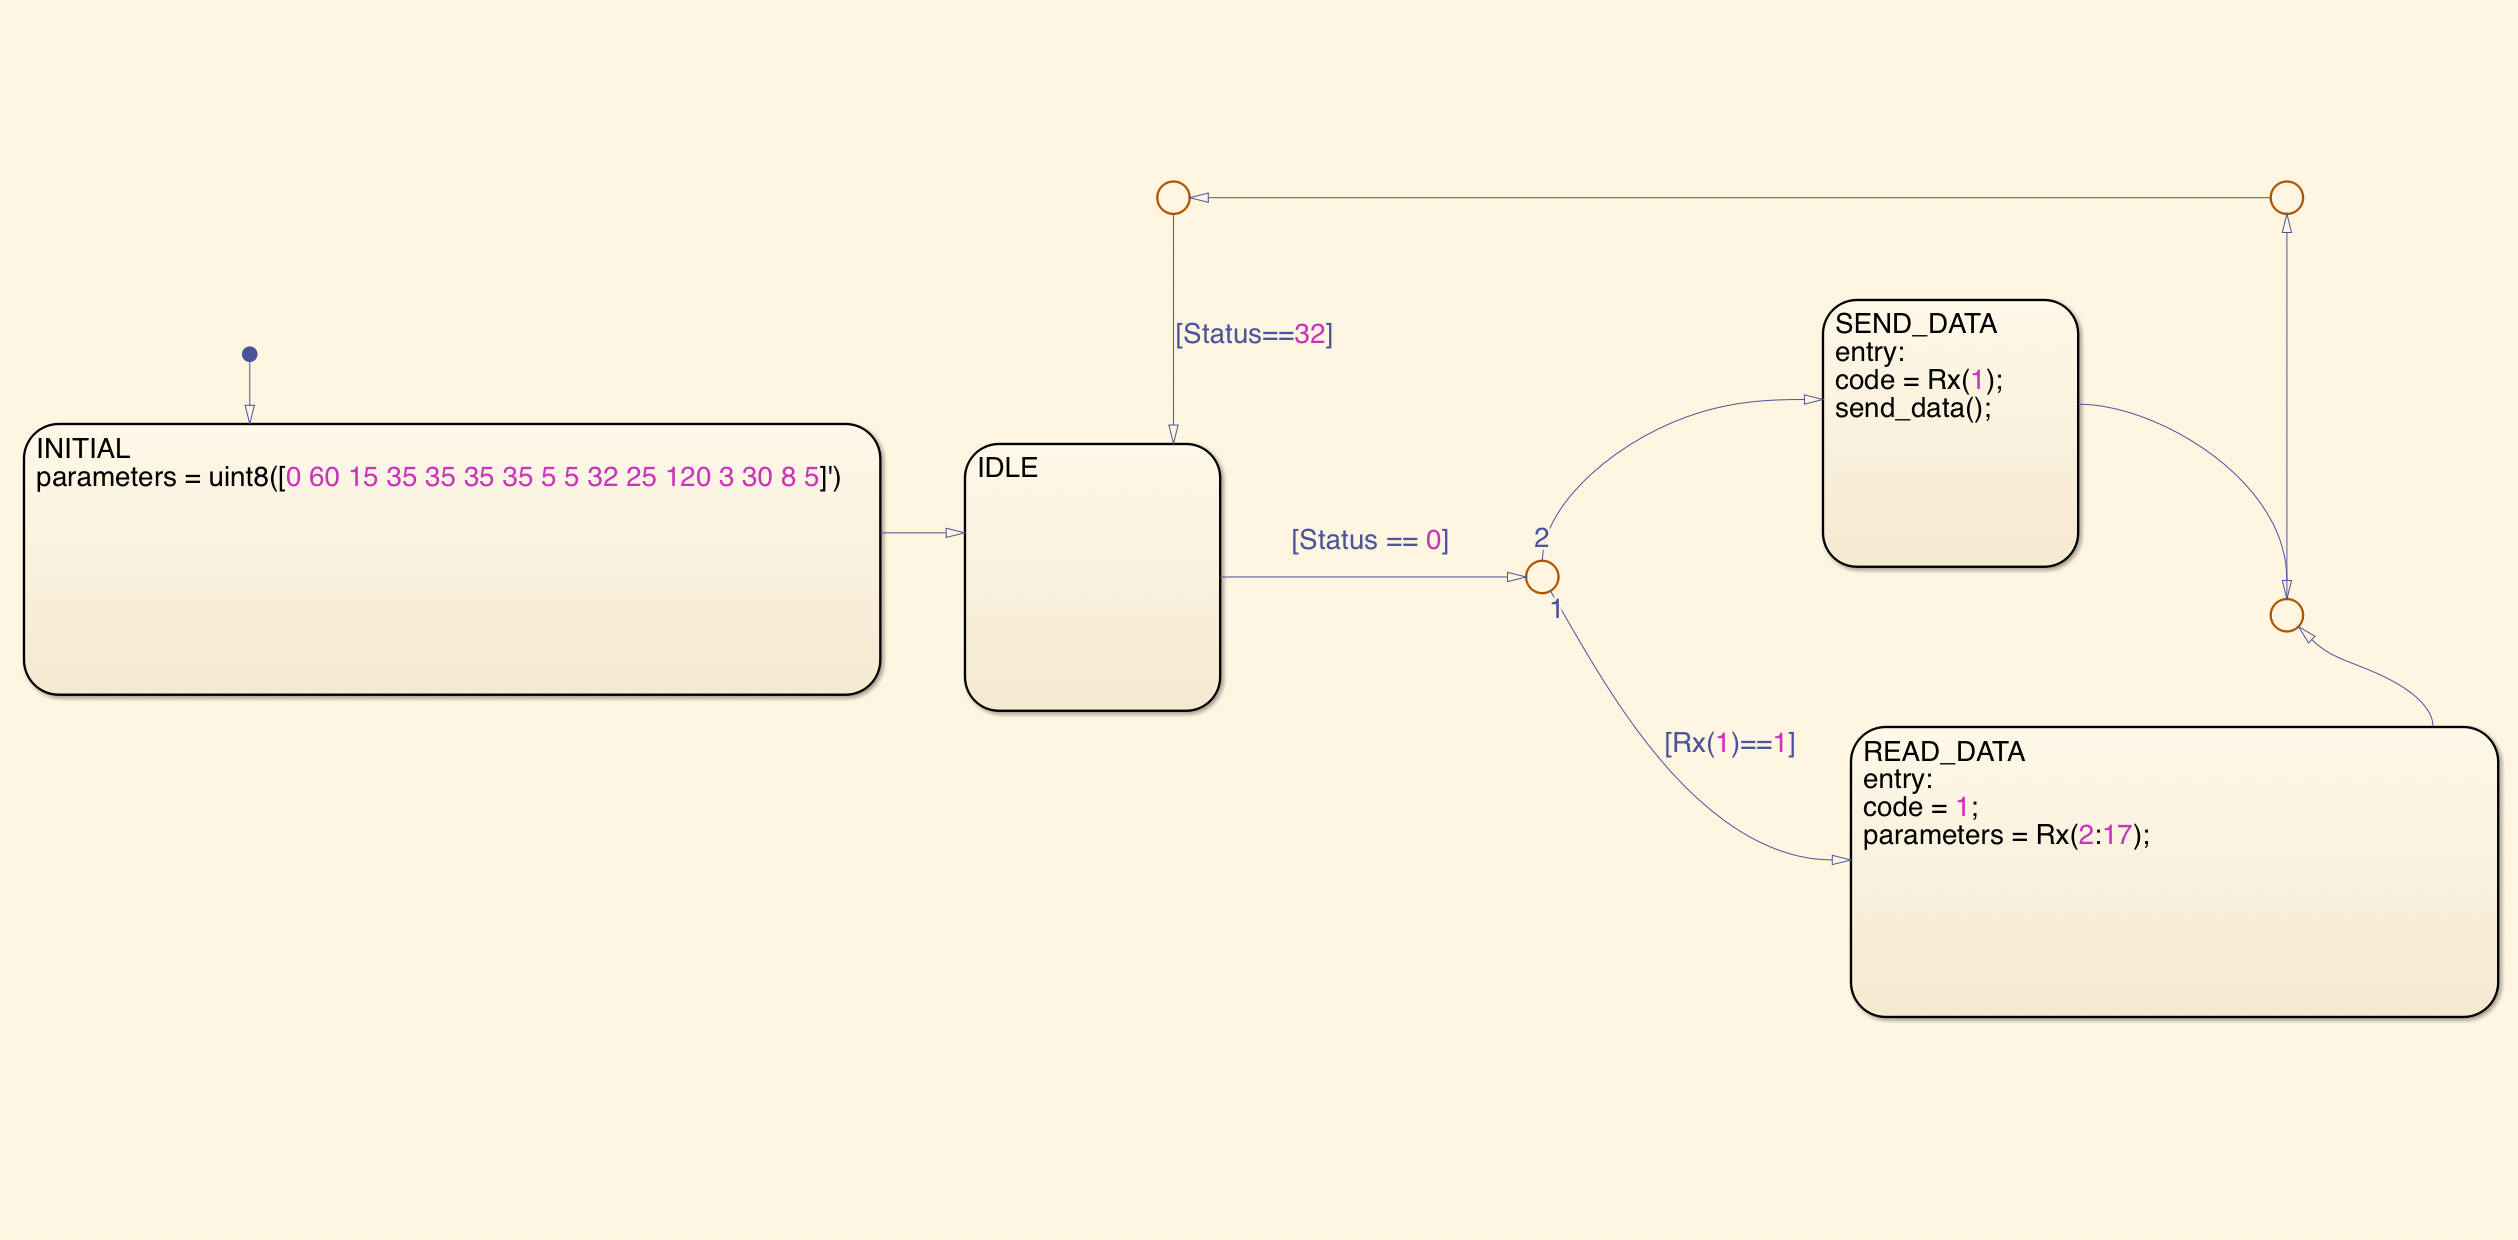 [Status==32]
SEND_DATA
entry:
code = Rx(1);
send_data();
INITIAL
parameters = uint8([0 60 15 35 35 35 35 5 5 32 25 120 3 30 8 5]')
IDLE
[Status == 0]
2
1
[Rx(1)==1]
READ_DATA
entry:
code = 1;
parameters = Rx(2:17);